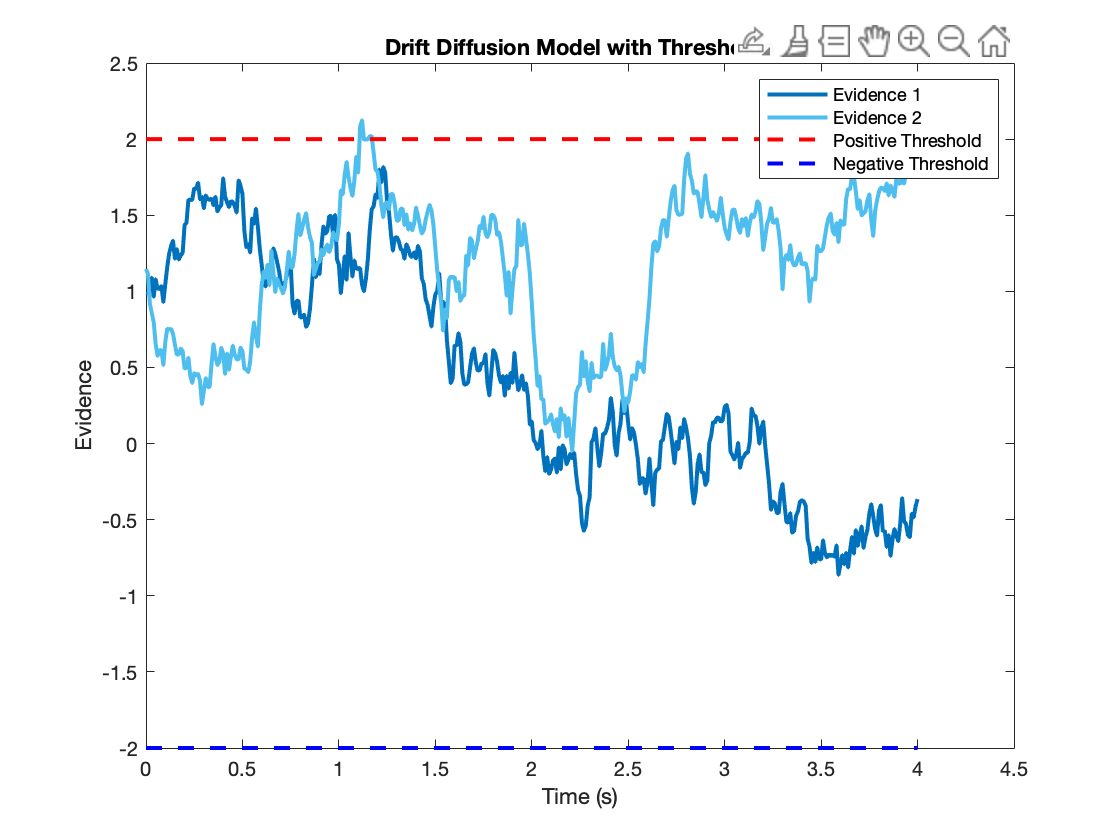 Drift Diffusion Model with
2.5
2
1.5
1
0.5
0
-0.5
-1
-1.5
-2
Evidence
0 0.5 1 1.5 2 2.5 3 3.5 4 4.5
Time (s)
Evidence 1
Evidence 2
Positive Threshold
Negative Threshold